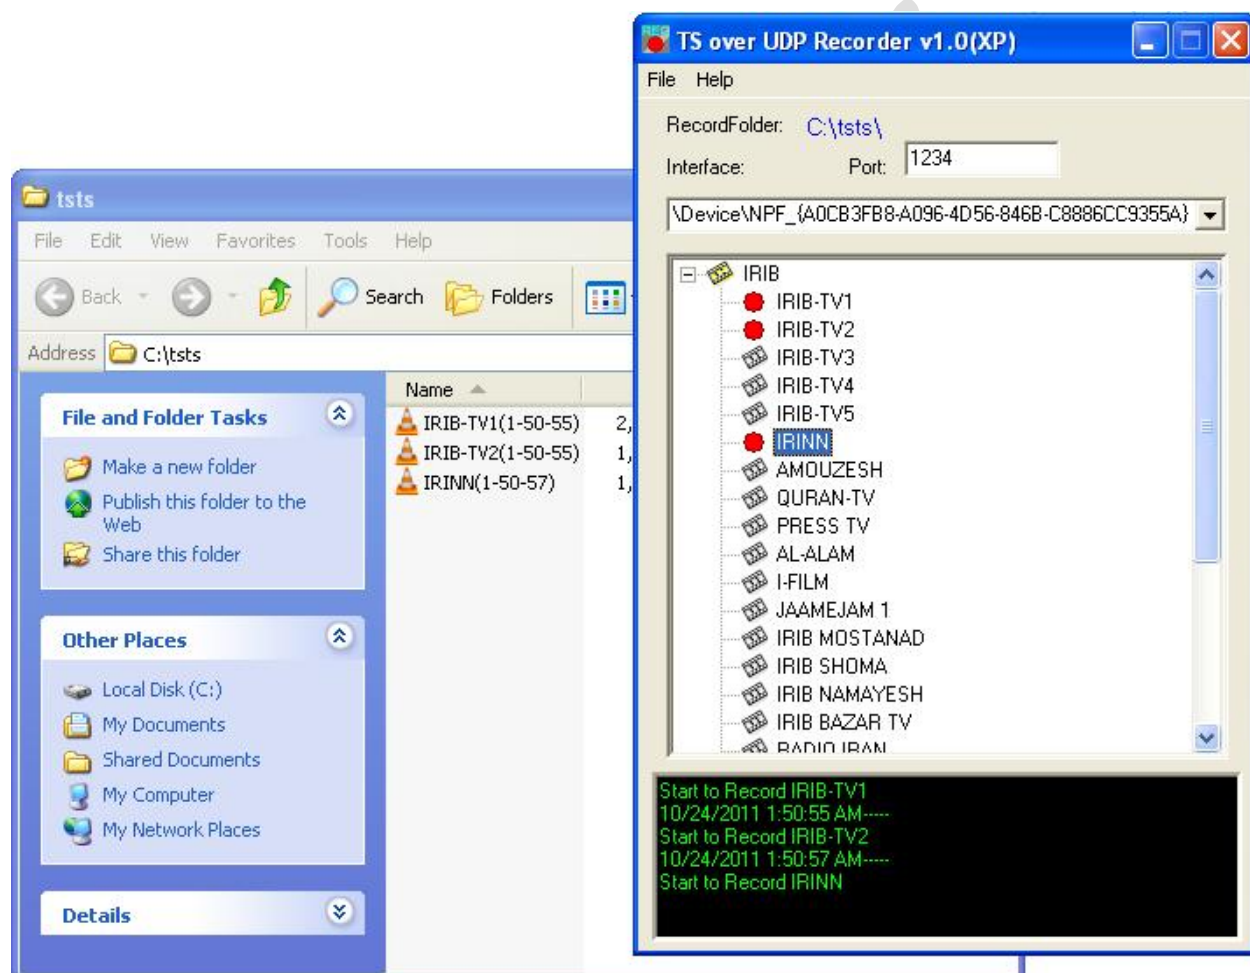 tsts
File Edit View Favorites Tools Help
Back Search Folders
Address C:\tsts
File and Folder Tasks
Make a new folder
Publish this folder to the
Web
Share this folder
Other Places
Local Disk (C:)
My Documents
Shared Documents
My Computer
My Network Places
Details
Name
IRIB-TV1(1-50-55) 2,
IRIB-TV2(1-50-55) 1,
IRINN(1-50-57) 1,
TS over UDP Recorder v1.0(XP)
File Help
RecordFolder: C:\tsts\
Interface: Port: 1234
\Device\NPF_{A0CB3FB8-A096-4D56-846B-C8886CC9355A}
IRIB
IRIB-TV1
IRIB-TV2
IRIB-TV3
IRIB-TV4
IRIB-TV5
IRINN
AMOUZESH
QURAN-TV
PRESS TV
AL-ALAM
I-FILM
JAAMEJAM 1
IRIB MOSTANAD
IRIB SHOMA
IRIB NAMAYESH
IRIB BAZAR TV
RADIO IRAN
Start to Record IRIB-TV1
10/24/2011 1:50:55 AM-----
Start to Record IRIB-TV2
10/24/2011 1:50:57 AM-----
Start to Record IRINN